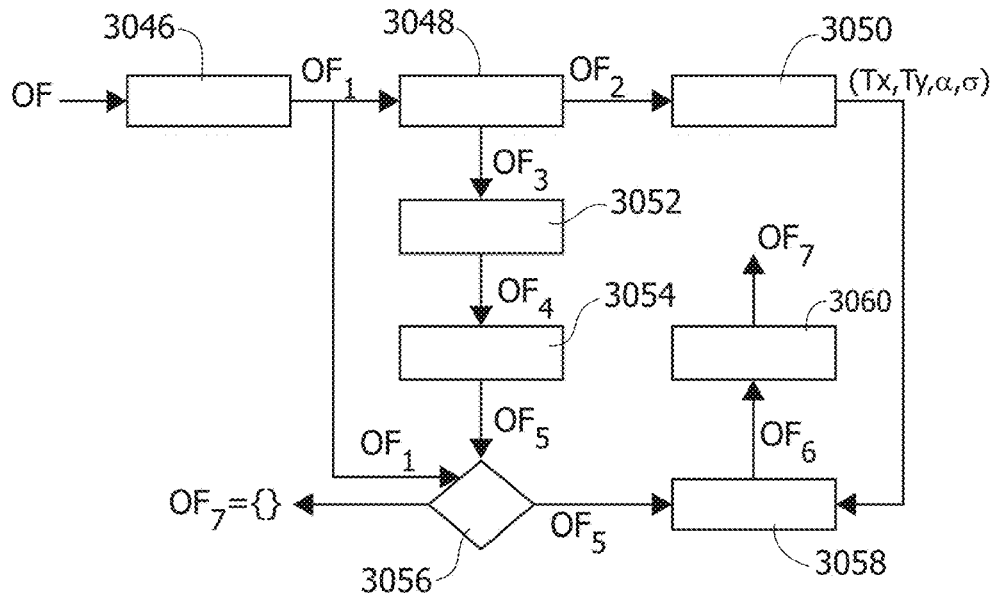 3046
3048
3050
OF
OF₁
OF₂
(Tx,Ty,α,σ)
OF₃
3052
OF₇
OF₄
3054
3060
OF₅
OF₁
OF₆
OF₇={}
OF₅
3056
3058